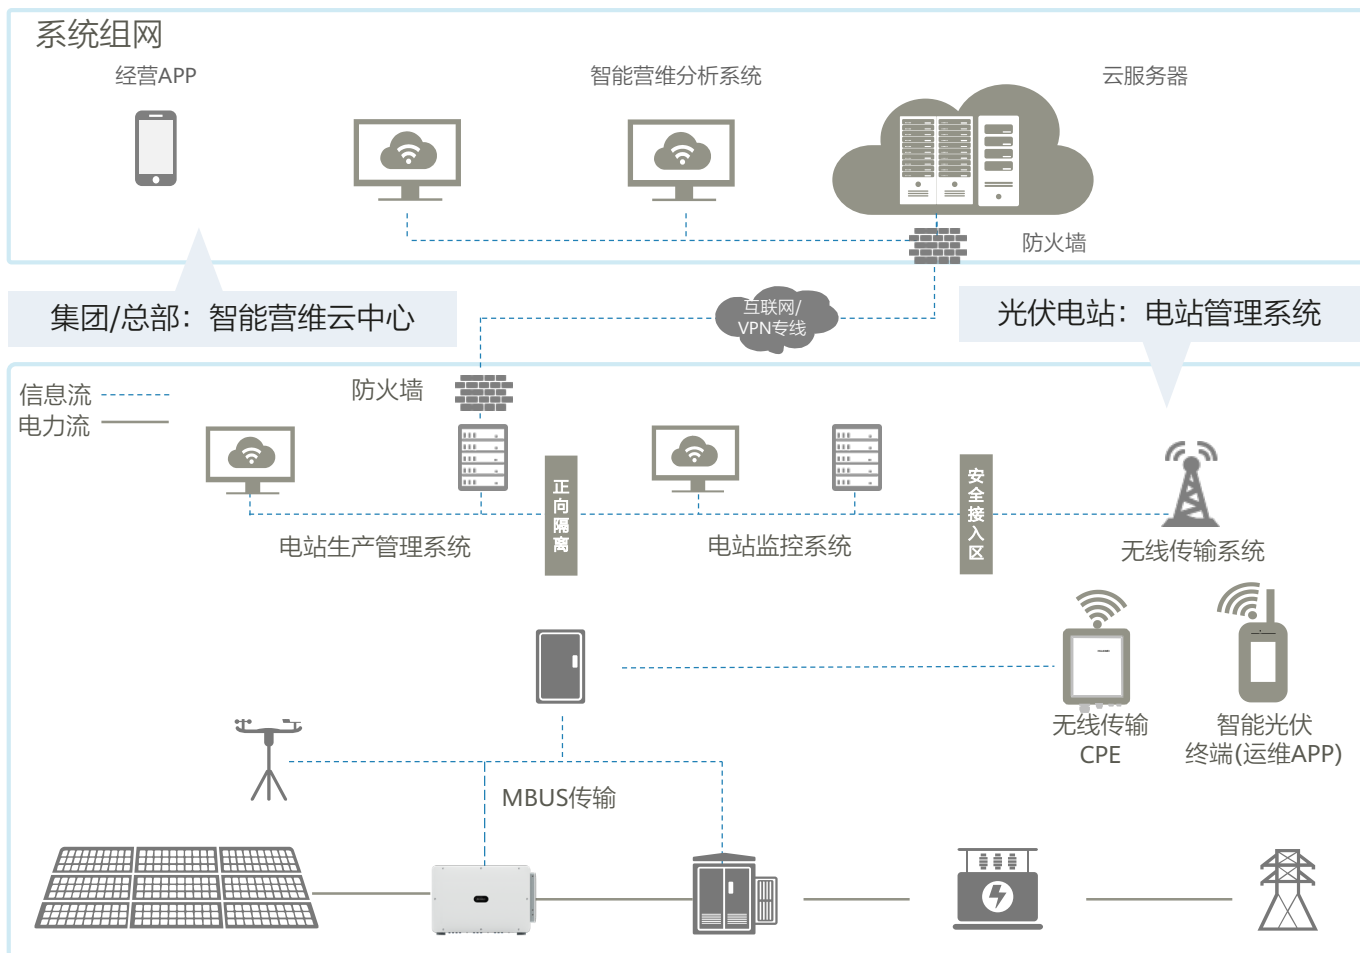 系统组网
经营APP
智能营维分析系统
云服务器
防火墙
集团/总部：智能营维云中心
互联网/
VPN专线
光伏电站：电站管理系统
信息流
电力流
防火墙
正向隔离
安全接入区
电站生产管理系统
电站监控系统
无线传输系统
无线传输
CPE
智能光伏
终端(运维APP)
MBUS传输